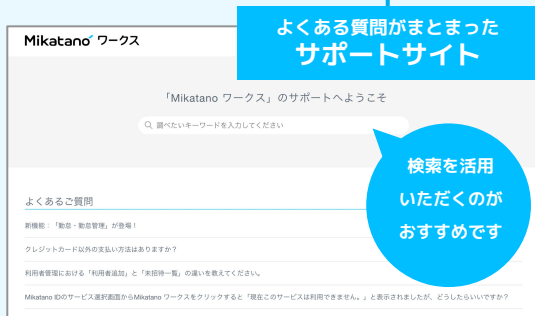 よくある質問がまとまった
サポートサイト
Mikatano ワークス
「Mikatano ワークス」のサポートへようこそ
調べたいキーワードを入力してください
検索を活用
いただくのが
おすすめです
よくあるご質問
新機能：「勤怠・勤怠管理」が登場！
クレジットカード以外の支払い方法はありますか？
利用者管理における「利用者追加」と「未招待一覧」の違いを教えてください。
Mikatano IDのサービス選択画面からMikatano ワークスをクリックすると「現在このサービスは利用できません。」と表示されましたが、どうしたらいいですか？